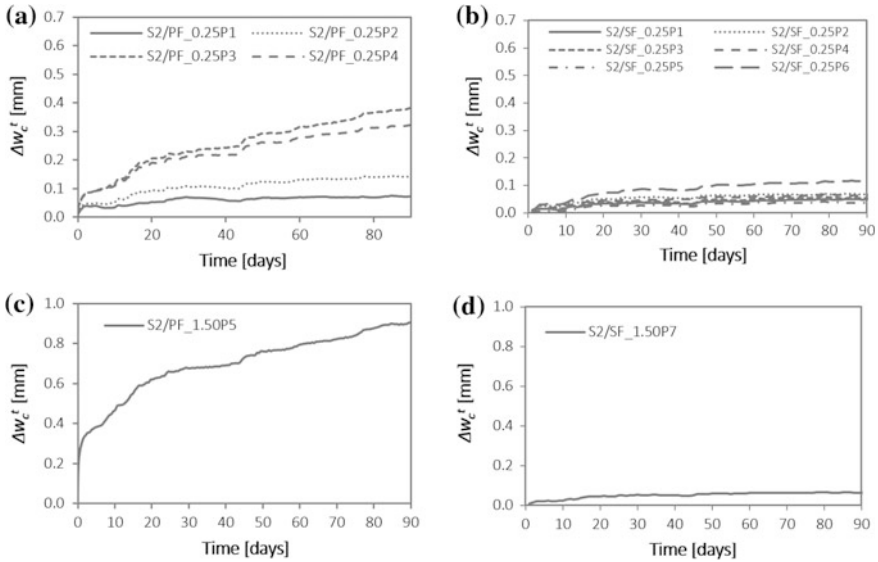 (a)
S2/PF_0.25P1 S2/PF_0.25P2
S2/PF_0.25P3 S2/PF_0.25P4
Δw_c^t [mm]
0.7
0.6
0.5
0.4
0.3
0.2
0.1
0.0
0 20 40 60 80
Time [days]
(b)
S2/SF_0.25P1 S2/SF_0.25P2
S2/SF_0.25P3 S2/SF_0.25P4
S2/SF_0.25P5 S2/SF_0.25P6
Δw_c^t [mm]
0.7
0.6
0.5
0.4
0.3
0.2
0.1
0.0
0 10 20 30 40 50 60 70 80 90
Time [days]
(c)
S2/PF_1.50P5
Δw_c^t [mm]
1.0
0.8
0.6
0.4
0.2
0.0
0 10 20 30 40 50 60 70 80 90
Time [days]
(d)
S2/SF_1.50P7
Δw_c^t [mm]
1.0
0.8
0.6
0.4
0.2
0.0
0 10 20 30 40 50 60 70 80 90
Time [days]